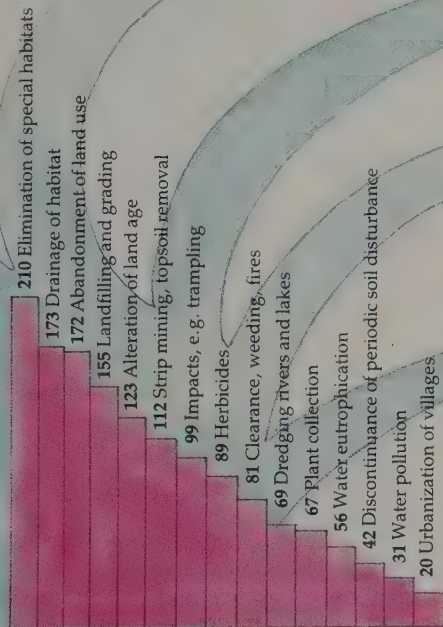 210 Elimination of special habitats
173 Drainage of habitat
172 Abandonment of land use
155 Landfilling and grading
123 Alteration of land age
112 Strip mining, topsoil removal
99 Impacts, e.g. trampling
89 Herbicides
81 Clearance, weeding, fires
69 Dredging rivers and lakes
67 Plant collection
56 Water eutrophication
42 Discontinuance of periodic soil disturbance
31 Water pollution
20 Urbanization of villages